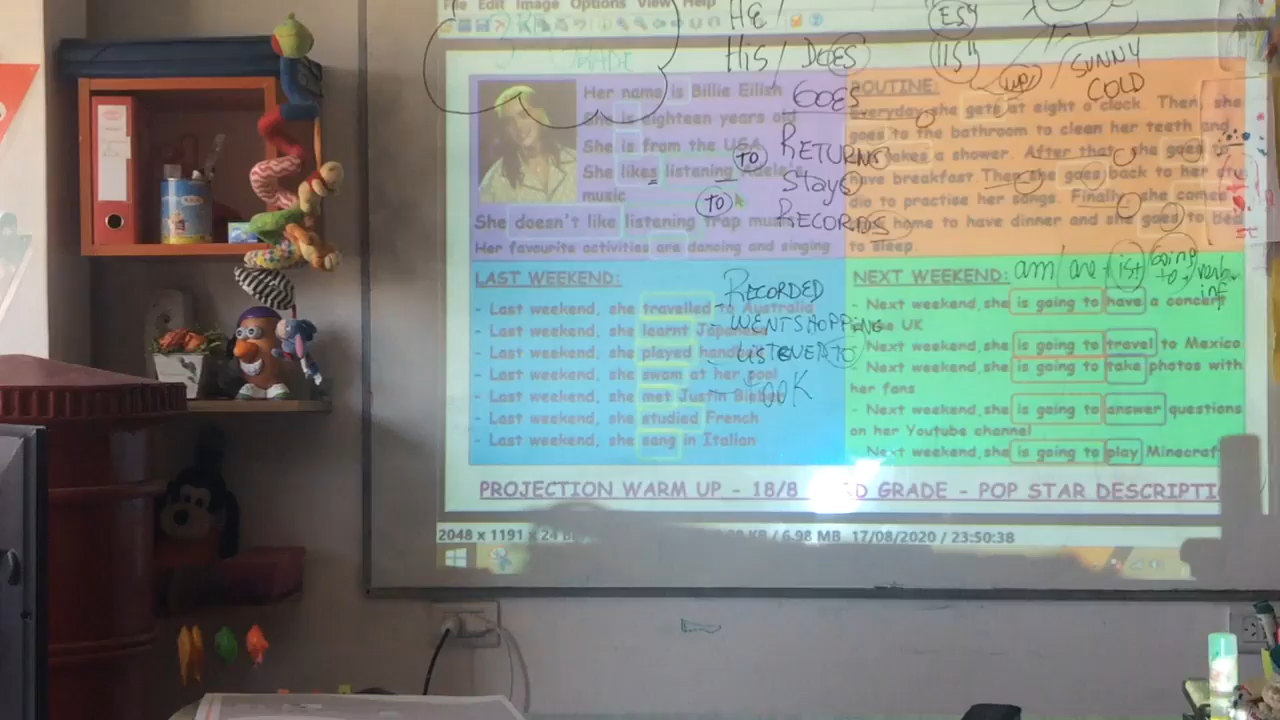 File Edit Image Options View Help
HE/
HIS / DOES
GOES
TO RETURNS
STAYS
TO RECORDS
SUNNY
COLD
Her name is Billie Eilish
She is eighteen years old
She is from the USA
She likes listening Adele's
music
She doesn't like listening Trap music
Her favourite activities are dancing and singing
ROUTINE:
Everyday she gets at eight o'clock. Then, she
goes to the bathroom to clean her teeth and
takes a shower. After that, she goes to
have breakfast. Then she goes back to her stu
dio to practise her songs. Finally, she comes
home to have dinner and she goes to bed
to sleep.
LAST WEEKEND:
- Last weekend, she travelled to Australia
- Last weekend, she learnt Japanese
- Last weekend, she played handball
- Last weekend, she swam at her pool
- Last weekend, she met Justin Bieber
- Last weekend, she studied French
- Last weekend, she sang in Italian
RECORDED
WENT SHOPPING
LISTENED TO
TOOK
NEXT WEEKEND: am/are/is+ going to + verb inf
- Next weekend, she is going to have a concert
UK
Next weekend, she is going to travel to Mexico
- Next weekend, she is going to take photos with
her fans
- Next weekend, she is going to answer questions
on her Youtube channel
Next weekend, she is going to play Minecraft
PROJECTION WARM UP - 18/8 RD GRADE - POP STAR DESCRIPTI
2048 x 1191 x 24 KB / 6.98 MB 17/08/2020 / 23:50:38